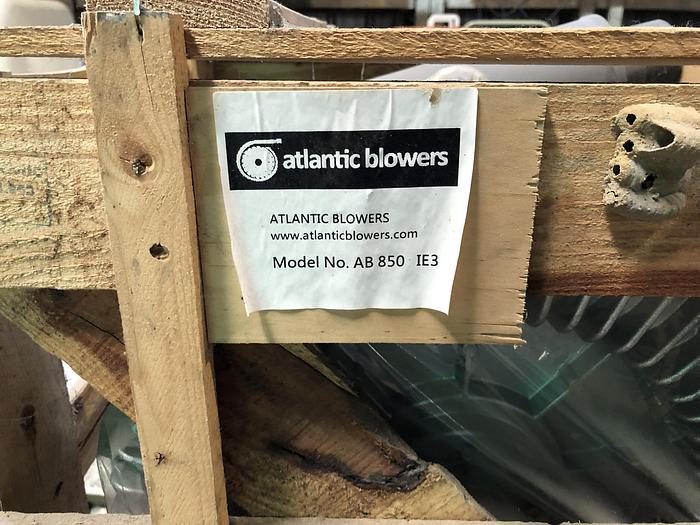 atlantic blowers
ATLANTIC BLOWERS
www.atlanticblowers.com
Model No. AB 850 IE3